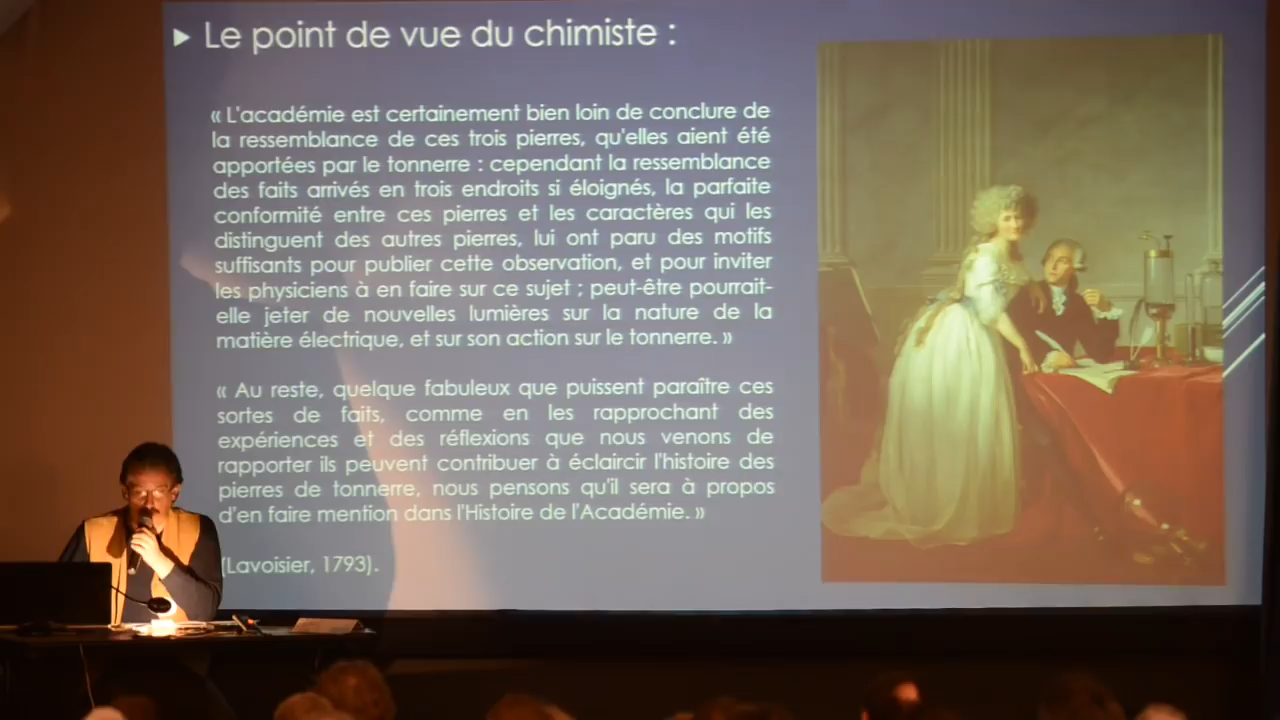 Le point de vue du chimiste :
« L'académie est certainement bien loin de conclure de
la ressemblance de ces trois pierres, qu'elles aient été
apportées par le tonnerre : cependant la ressemblance
des faits arrivés en trois endroits si éloignés, la parfaite
conformité entre ces pierres et les caractères qui les
distinguent des autres pierres, lui ont paru des motifs
suffisants pour publier cette observation, et pour inviter
les physiciens à en faire sur ce sujet ; peut-être pourrait-
elle jeter de nouvelles lumières sur la nature de la
matière électrique, et sur son action sur le tonnerre. »
« Au reste, quelque fabuleux que puissent paraître ces
sortes de faits, comme en les rapprochant des
expériences et des réflexions que nous venons de
rapporter ils peuvent contribuer à éclaircir l'histoire des
pierres de tonnerre, nous pensons qu'il sera à propos
d'en faire mention dans l'Histoire de l'Académie. »
(Lavoisier, 1793).